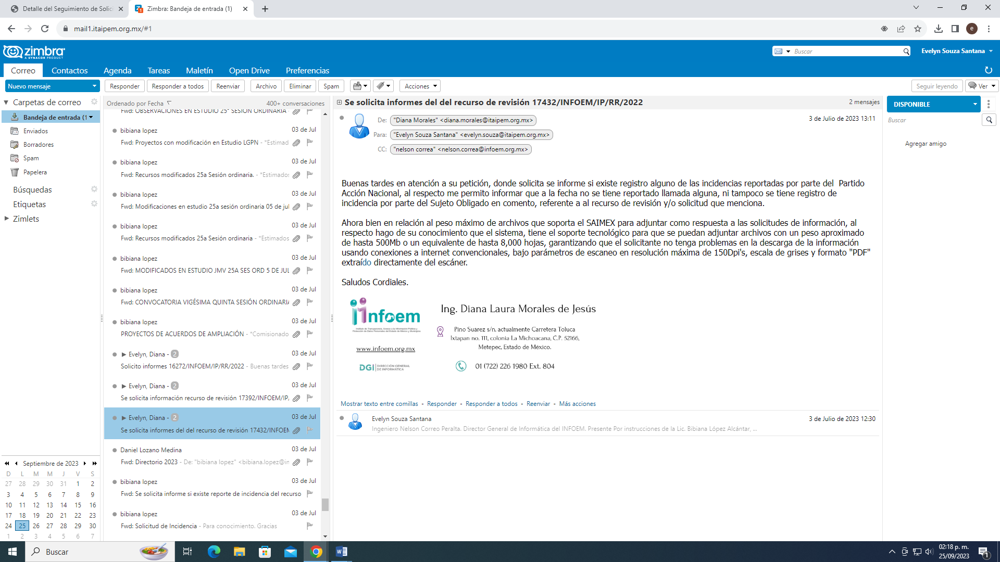 Detalle del Seguimiento de Solici
Zimbra: Bandeja de entrada (1)
mail1.itaipem.org.mx/#1
e
zimbra
A SYNACOR PRODUCT
Buscar
Evelyn Souza Santana
Correo
Contactos
Agenda
Tareas
Maletín
Open Drive
Preferencias
Nuevo mensaje
Responder
Responder a todos
Reenviar
Archivo
Eliminar
Spam
Acciones
Seguir leyendo
Ver
Carpetas de correo
Bandeja de entrada (1
Enviados
Borradores
Spam
Papelera
Búsquedas
Etiquetas
Zimlets
Septiembre de 2023
D L M M J V S
27 28 29 30 31 1 2
3 4 5 6 7 8 9
10 11 12 13 14 15 16
17 18 19 20 21 22 23
24 25 26 27 28 29 30
1 2 3 4 5 6 7
Ordenado por Fecha
400+ conversaciones
Fwd: OBSERVACIONES EN ESTUDIO 25° SESION ORDINARIA -
bibiana lopez 03 de Jul
Fwd: Proyectos con modificación en Estudio LGPN - *Estimad
bibiana lopez 03 de Jul
Fwd: Recursos modificados 25a Sesión ordinaria. - *Estimados
bibiana lopez 03 de Jul
Fwd: Modificaciones en estudio 25a sesión ordinaria 05 de jul
bibiana lopez 03 de Jul
Fwd: Recursos modificados 25a Sesión ordinaria - *Estimados
bibiana lopez 03 de Jul
Fwd: MODIFICADOS EN ESTUDIO JMV 25A SES ORD 5 DE JUL
bibiana lopez 03 de Jul
Fwd: CONVOCATORIA VIGÉSIMA QUINTA SESIÓN ORDINARIA
bibiana lopez 03 de Jul
PROYECTOS DE ACUERDOS DE AMPLIACIÓN - *Comisionado
Evelyn, Diana - 2 03 de Jul
Solicito informes 16272/INFOEM/IP/RR/2022 - Buenas tardes
Evelyn, Diana - 2 03 de Jul
Se solicita información recurso de revisión 17392/INFOEM/IP,
Evelyn, Diana - 2 03 de Jul
Se solicita informes del del recurso de revisión 17432/INFOEM
Daniel Lozano Medina 03 de Jul
Fwd: Directorio 2023 - De: "bibiana lopez" <bibiana.lopez@in
bibiana lopez 03 de Jul
Fwd: Se solicita informe si existe reporte de incidencia del recurso
bibiana lopez 03 de Jul
Fwd: Solicitud de Incidencia - Para conocimiento. Gracias
Se solicita informes del del recurso de revisión 17432/INFOEM/IP/RR/2022
2 mensajes
De: "Diana Morales" <diana.morales@itaipem.org.mx>
3 de Julio de 2023 13:11
Para: "Evelyn Souza Santana" <evelyn.souza@itaipem.org.mx>
CC: "nelson correa" <nelson.correa@infoem.org.mx>
Buenas tardes en atención a su petición, donde solicita se informe si existe registro alguno de las incidencias reportadas por parte del Partido
Acción Nacional, al respecto me permito informar que a la fecha no se tiene reportado llamada alguna, ni tampoco se tiene registro de
incidencia por parte del Sujeto Obligado en comento, referente a al recurso de revisión y/o solicitud que menciona.
Ahora bien en relación al peso máximo de archivos que soporta el SAIMEX para adjuntar como respuesta a las solicitudes de información, al
respecto hago de su conocimiento que el sistema, tiene el soporte tecnológico para que se puedan adjuntar archivos con un peso aproximado
de hasta 500Mb o un equivalente de hasta 8,000 hojas, garantizando que el solicitante no tenga problemas en la descarga de la información
usando conexiones a internet convencionales, bajo parámetros de escaneo en resolución máxima de 150Dpi's, escala de grises y formato "PDF"
extraído directamente del escáner.
Saludos Cordiales.
infoem
Instituto de Transparencia, Acceso a la Información Pública y
Protección de Datos Personales del Estado de México y Municipios
www.infoem.org.mx
DGI DIRECCIÓN GENERAL
DE INFORMÁTICA
Ing. Diana Laura Morales de Jesús
Pino Suárez s/n, actualmente Carretera Toluca
Ixtapan no. 111, colonia La Michoacana, C.P. 52166,
Metepec, Estado de México.
01 (722) 226 1980 Ext. 804
Mostrar texto entre comillas - Responder - Responder a todos - Reenviar - Más acciones
Evelyn Souza Santana
3 de Julio de 2023 12:30
Ingeniero Nelson Correo Peralta. Director General de Informática del INFOEM. Presente Por instrucciones de la Lic. Bibiana López Alcántar, ...
DISPONIBLE
Buscar
Agregar amigo
Buscar
02:18 p. m.
25/09/2023
1